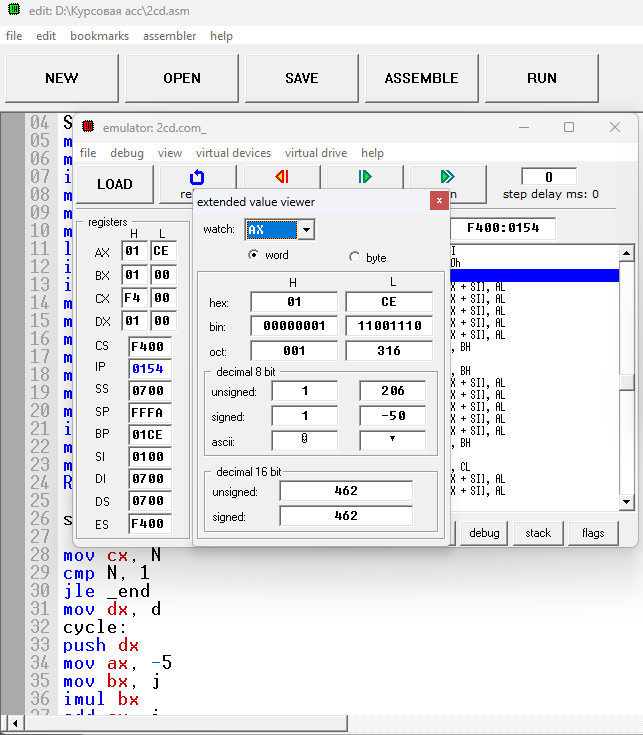 edit: D:\Курсовая асс\2cd.asm
file edit bookmarks assembler help
NEW OPEN SAVE ASSEMBLE RUN
04 S
05 m
06 m
07 i
08 m
09 m
10 m
11 l
12 i
13 i
14 m
15 m
16 m
17 m
18 m
19 m
20 m
21 i
22 m
23 m
24 R
25
26 s
28 mov cx, N
29 cmp N, 1
30 jle _end
31 mov dx, d
32 cycle:
33 push dx
34 mov ax, -5
35 mov bx, j
36 imul bx
emulator: 2cd.com_
file debug view virtual devices virtual drive help
LOAD
0
step delay ms: 0
registers
F400:0154
H L
AX 01 CE
BX 01 00
CX F4 00
DX 01 00
CS F400
IP 0154
SS 0700
SP FFFA
BP 01CE
SI 0100
DI 0700
DS 0700
ES F400
extended value viewer x
watch: AX
word byte
H L
hex: 01 CE
bin: 00000001 11001110
oct: 001 316
decimal 8 bit
unsigned: 1 206
signed: 1 -50
ascii:
decimal 16 bit
unsigned: 462
signed: 462
I
0h
X + SI], AL
X + SI], AL
X + SI], AL
X + SI], AL
X + SI], AL
, BH
, BH
X + SI], AL
X + SI], AL
X + SI], AL
X + SI], AL
X + SI], AL
, BH
, CL
X + SI], AL
X + SI], AL
debug stack flags